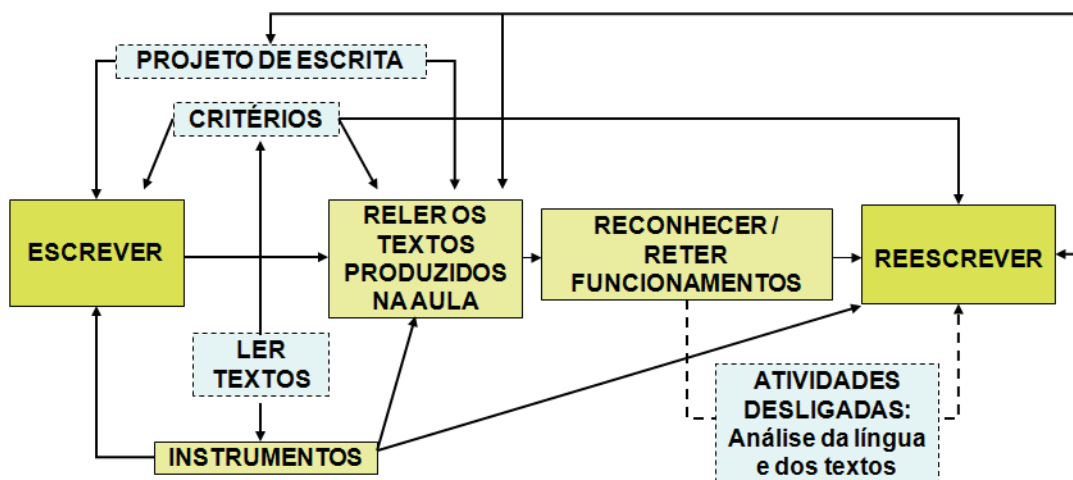 PROJETO DE ESCRITA
CRITÉRIOS
ESCREVER
RELER OS
TEXTOS
PRODUZIDOS
NA AULA
RECONHECER /
RETER
FUNCIONAMENTOS
REESCREVER
LER
TEXTOS
INSTRUMENTOS
ATIVIDADES
DESLIGADAS:
Análise da língua
e dos textos